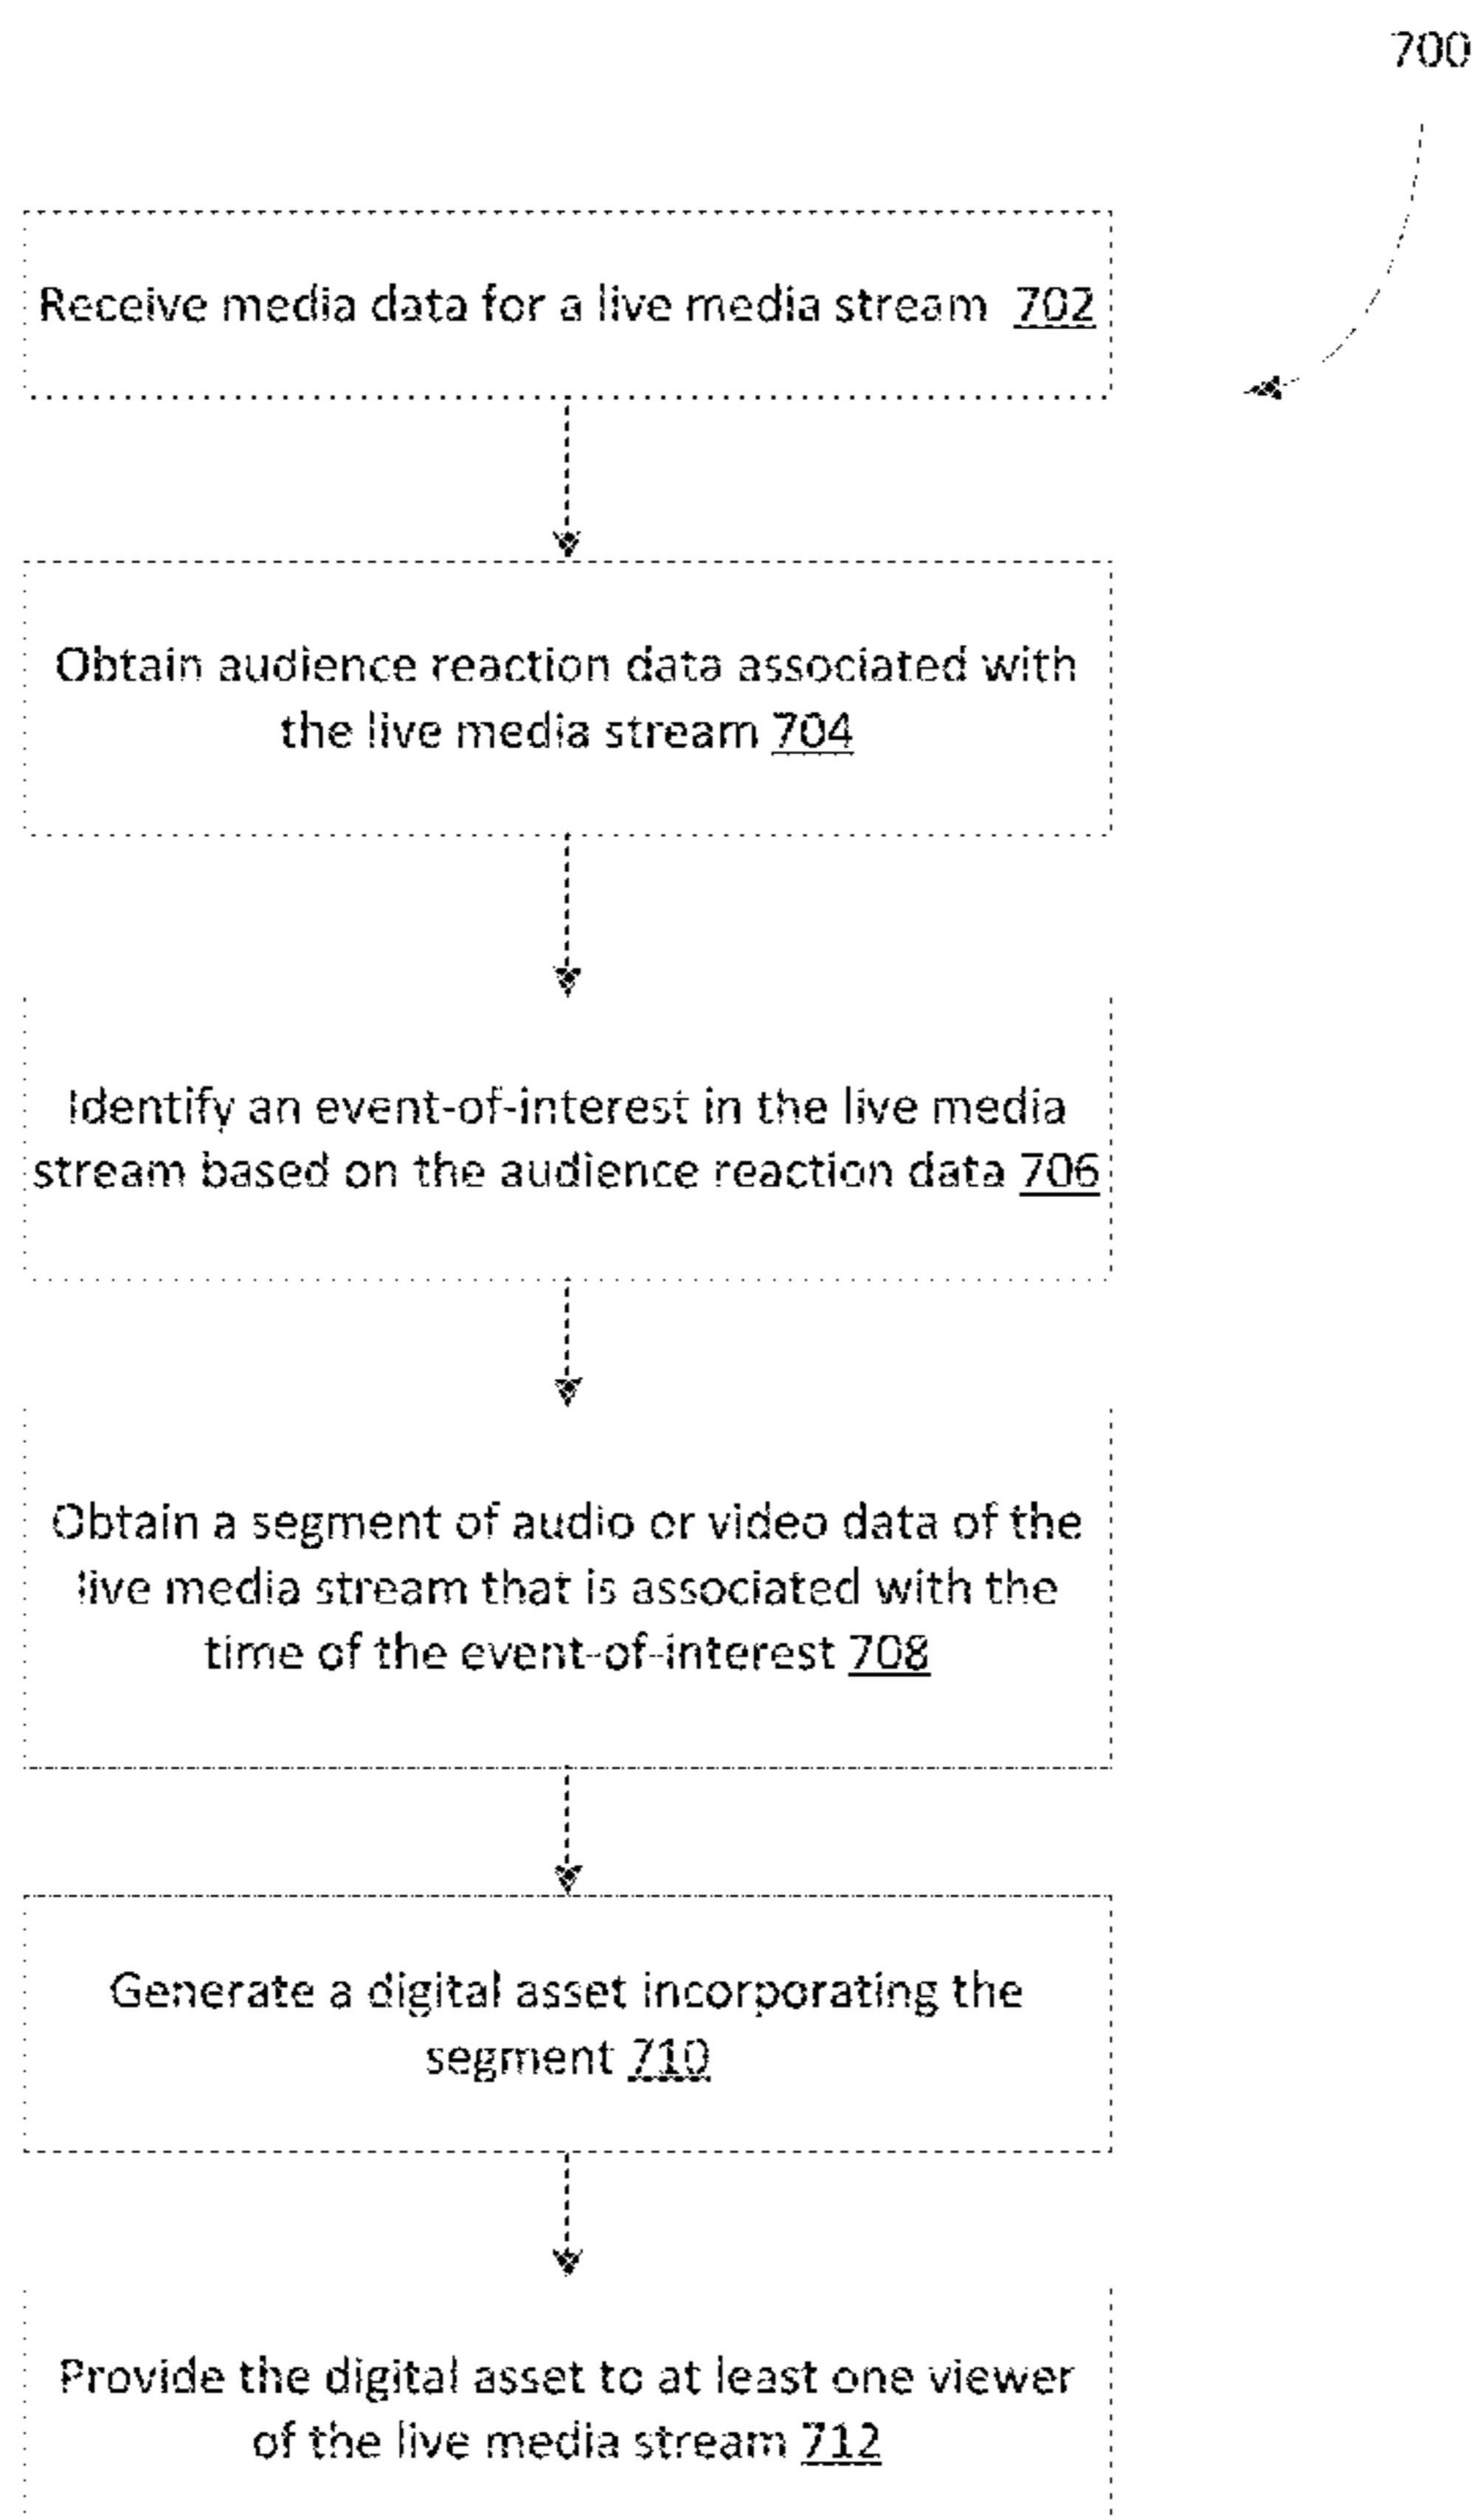 700
Receive media data for a live media stream 702
Obtain audience reaction data associated with
the live media stream 704
Identify an event-of-interest in the live media
stream based on the audience reaction data 706
Obtain a segment of audio or video data of the
live media stream that is associated with the
time of the event-of-interest 708
Generate a digital asset incorporating the
segment 710
Provide the digital asset to at least one viewer
of the live media stream 712